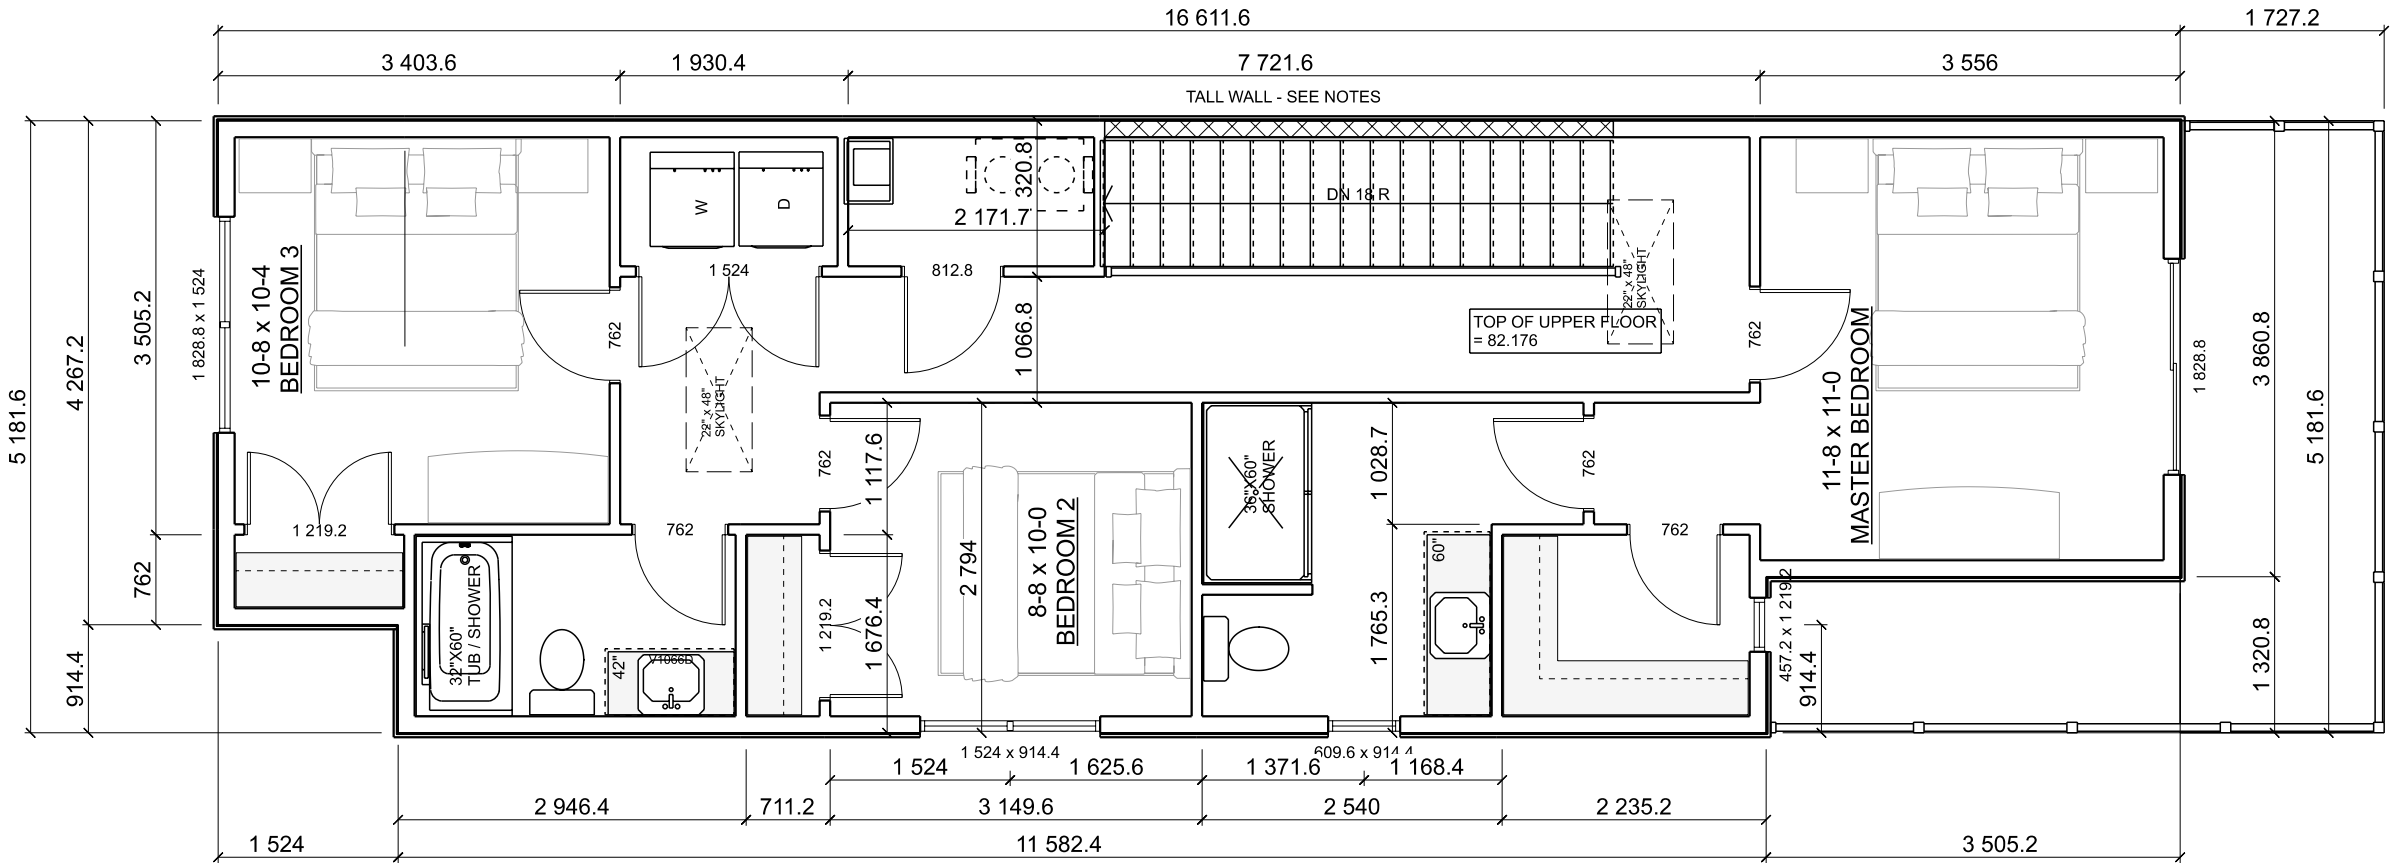 16 611.6
1 727.2
3 403.6
1 930.4
7 721.6
3 556
TALL WALL - SEE NOTES
5 181.6
4 267.2
3 505.2
762
914.4
1 828.8 x 1 524
10-8 x 10-4
BEDROOM 3
W
D
1 524
762
320.8
2 171.7
812.8
1 066.8
DN 18 R
22" x 48"
SKYLIGHT
TOP OF UPPER FLOOR
= 82.176
762
11-8 x 11-0
MASTER BEDROOM
1 828.8
3 860.8
5 181.6
1 320.8
22" x 48"
SKYLIGHT
762
1 117.6
36"X60"
SHOWER
1 028.7
762
1 219.2
762
762
32"X60"
TUB / SHOWER
42"
V1066D
1 219.2
1 676.4
2 794
8-8 x 10-0
BEDROOM 2
1 765.3
60"
457.2 x 1 219.2
914.4
1 524 x 914.4
609.6 x 914.4
1 524
1 625.6
1 371.6
1 168.4
2 946.4
711.2
3 149.6
2 540
2 235.2
1 524
11 582.4
3 505.2